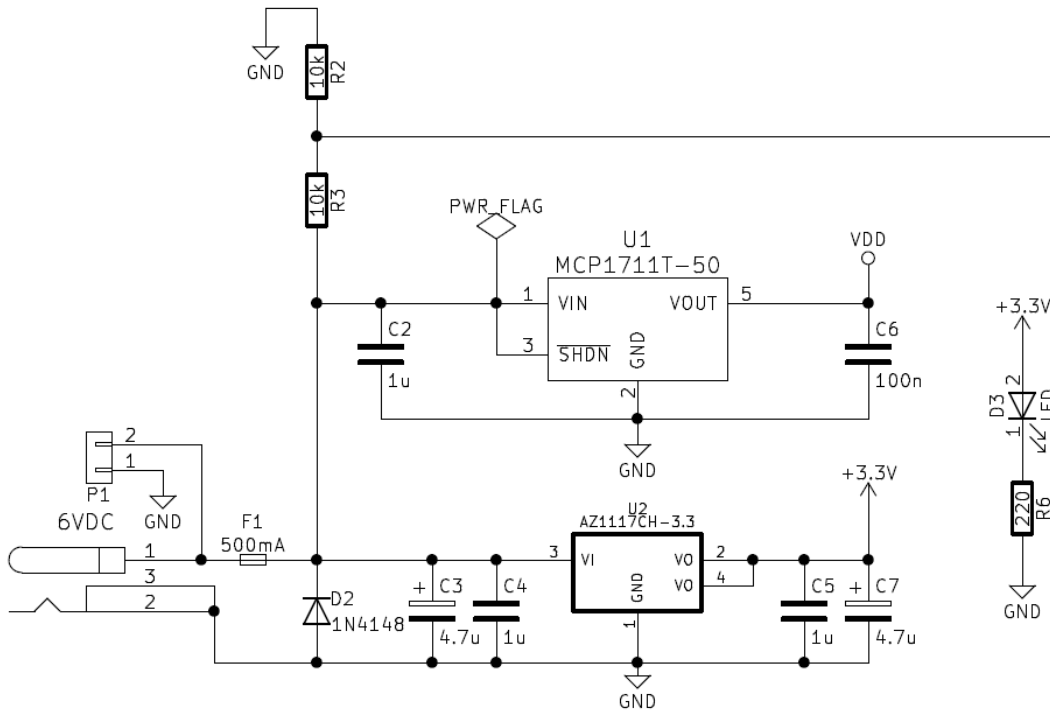 GND
10k
R2
10k
R3
PWR_FLAG
U1
MCP1711T-50
1
VIN
VOUT
5
3
SHDN
GND
2
GND
C2
1u
VDD
C6
100n
+3.3V
2
D3
LED
1
220
R6
GND
2
1
P1
GND
6VDC
1
3
2
F1
500mA
D2
1N4148
+
C3
4.7u
C4
1u
U2
AZ1117CH-3.3
3
VI
VO
2
VO
4
GND
1
GND
+3.3V
C5
1u
+
C7
4.7u